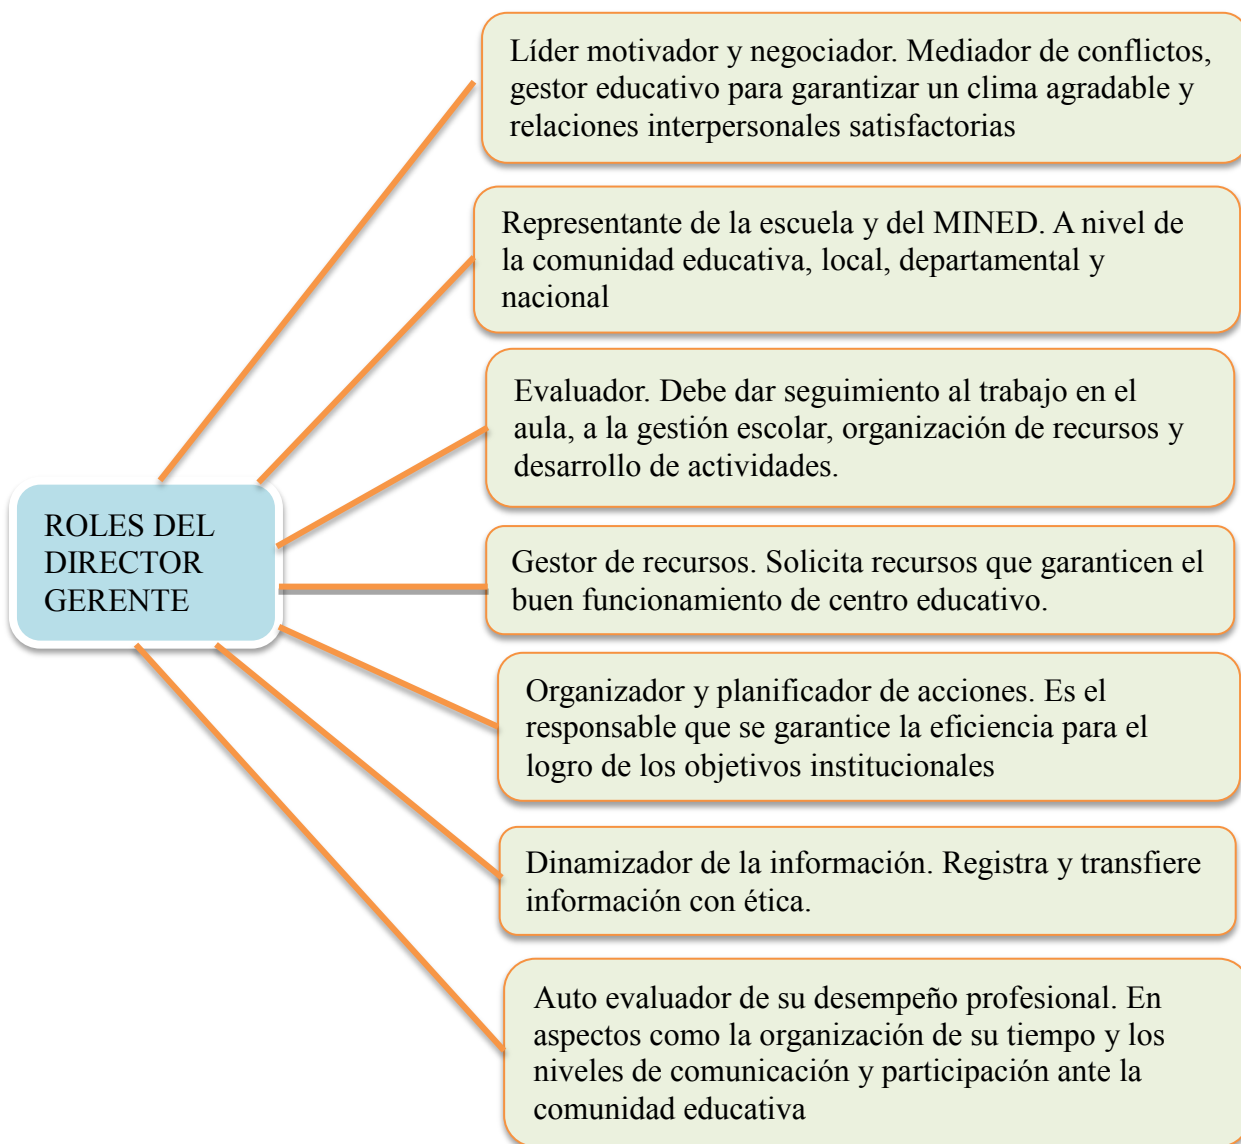 Líder motivador y negociador. Mediador de conflictos,
gestor educativo para garantizar un clima agradable y
relaciones interpersonales satisfactorias
Representante de la escuela y del MINED. A nivel de
la comunidad educativa, local, departamental y
nacional
Evaluador. Debe dar seguimiento al trabajo en el
aula, a la gestión escolar, organización de recursos y
desarrollo de actividades.
ROLES DEL
DIRECTOR
GERENTE
Gestor de recursos. Solicita recursos que garanticen el
buen funcionamiento de centro educativo.
Organizador y planificador de acciones. Es el
responsable que se garantice la eficiencia para el
logro de los objetivos institucionales
Dinamizador de la información. Registra y transfiere
información con ética.
Auto evaluador de su desempeño profesional. En
aspectos como la organización de su tiempo y los
niveles de comunicación y participación ante la
comunidad educativa